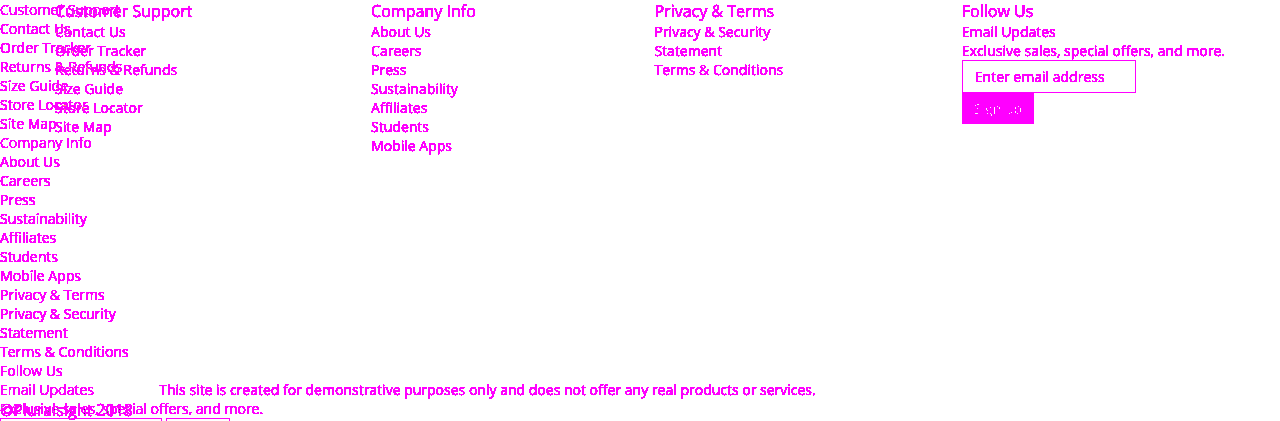 Customer Support
Contact Us
Order Tracker
Returns & Refunds
Size Guide
Store Locator
Site Map
Company Info
About Us
Careers
Press
Sustainability
Affiliates
Students
Mobile Apps
Privacy & Terms
Privacy & Security
Statement
Terms & Conditions
Follow Us
Email Updates
Exclusive sales, special offers, and more.
Customer Support
Contact Us
Order Tracker
Returns & Refunds
Size Guide
Store Locator
Site Map
Company Info
About Us
Careers
Press
Sustainability
Affiliates
Students
Mobile Apps
Privacy & Terms
Privacy & Security
Statement
Terms & Conditions
Follow Us
Email Updates
Exclusive sales, special offers, and more.
Enter email address
Sign up
This site is created for demonstrative purposes only and does not offer any real products or services.
©Pluralsight 2018